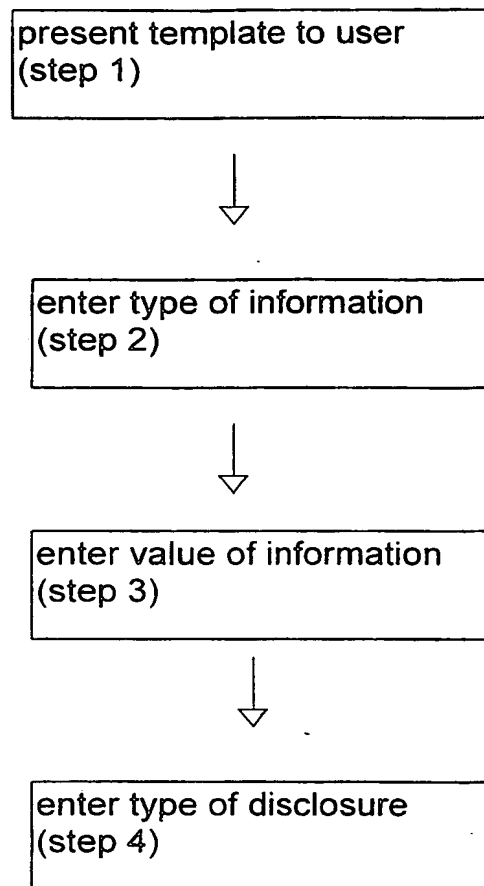 present template to user
(step 1)
enter type of information
(step 2)
enter value of information
(step 3)
enter type of disclosure
(step 4)